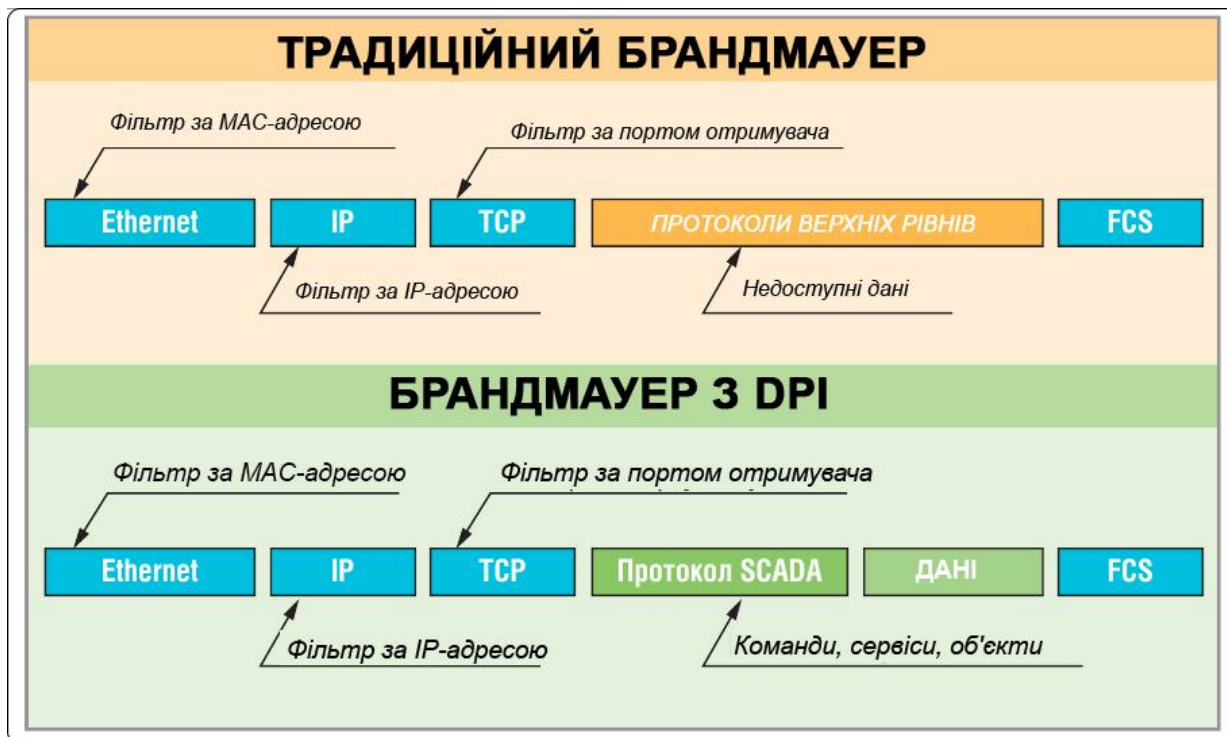 ТРАДИЦІЙНИЙ БРАНДМАУЕР
Фільтр за MAC-адресою
Фільтр за портом отримувача
Ethernet
IP
TCP
ПРОТОКОЛИ ВЕРХНІХ РІВНІВ
FCS
Фільтр за IP-адресою
Недоступні дані
БРАНДМАУЕР З DPI
Фільтр за MAC-адресою
Фільтр за портом отримувача
Ethernet
IP
TCP
Протокол SCADA
ДАНІ
FCS
Фільтр за IP-адресою
Команди, сервіси, об'єкти